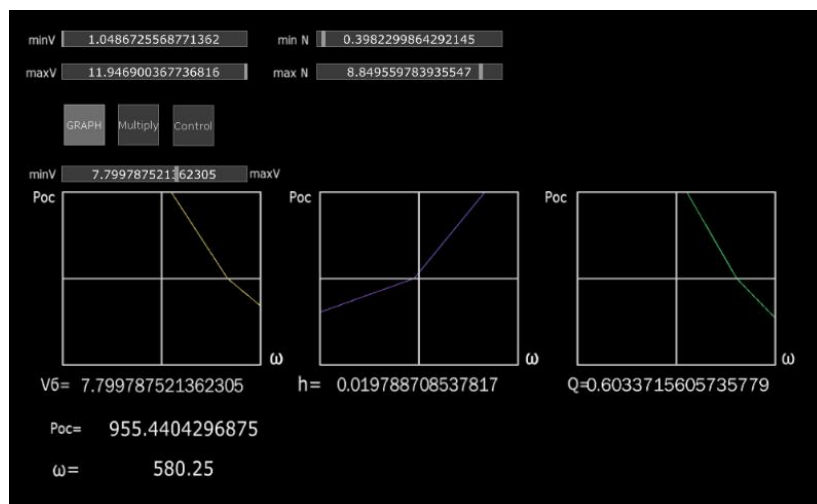 minV 1.0486725568771362 min N 0.3982299864292145
maxV 11.946900367736816 max N 8.849559783935547
GRAPH Multiply Control
minV 7.799787521362305 maxV
Poc Poc Poc
ω ω ω
Vб= 7.799787521362305 h= 0.019788708537817 Q=0.6033715605735779
Poc= 955.4404296875
ω= 580.25